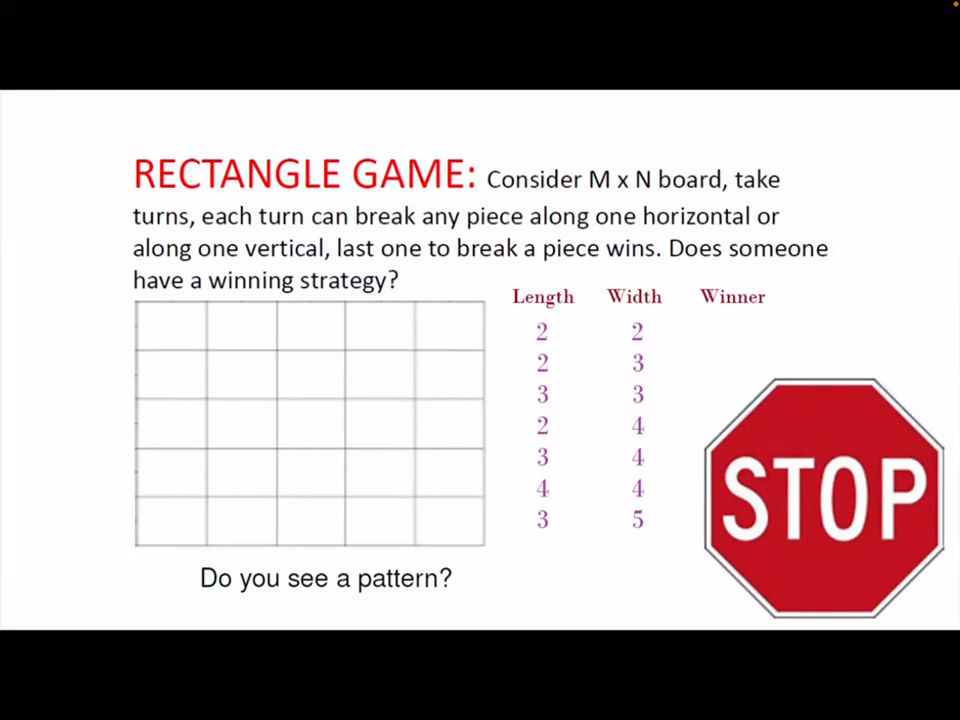 RECTANGLE GAME: Consider M x N board, take
turns, each turn can break any piece along one horizontal or
along one vertical, last one to break a piece wins. Does someone
have a winning strategy?
Length Width Winner
2 2
2 3
3 3
2 4
3 4
4 4
3 5
STOP
Do you see a pattern?